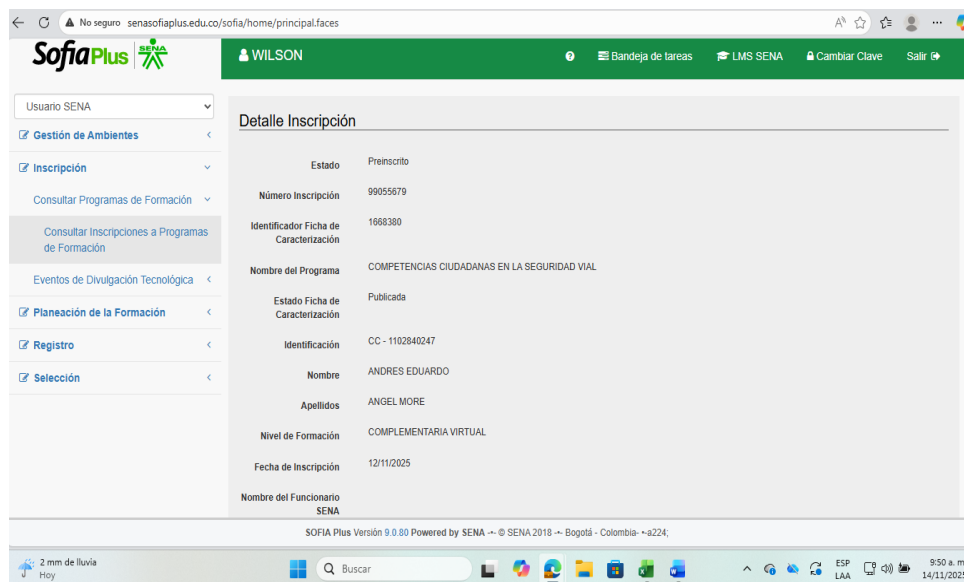 No seguro senasofiaplus.edu.co/sofia/home/principal.faces
Sofia Plus SENA
WILSON
Bandeja de tareas
LMS SENA
Cambiar Clave
Salir
Usuario SENA
Gestión de Ambientes
Inscripción
Consultar Programas de Formación
Consultar Inscripciones a Programas
de Formación
Eventos de Divulgación Tecnológica
Planeación de la Formación
Registro
Selección
Detalle Inscripción
Estado Preinscrito
Número Inscripción 99055679
Identificador Ficha de
Caracterización 1668380
Nombre del Programa COMPETENCIAS CIUDADANAS EN LA SEGURIDAD VIAL
Estado Ficha de
Caracterización Publicada
Identificación CC - 1102840247
Nombre ANDRES EDUARDO
Apellidos ANGEL MORE
Nivel de Formación COMPLEMENTARIA VIRTUAL
Fecha de Inscripción 12/11/2025
Nombre del Funcionario
SENA
SOFIA Plus Versión 9.0.80 Powered by SENA -•- © SENA 2018 -•- Bogotá - Colombia- •-a224;
2 mm de lluvia
Hoy
Buscar
ESP
LAA
9:50 a. m
14/11/2025